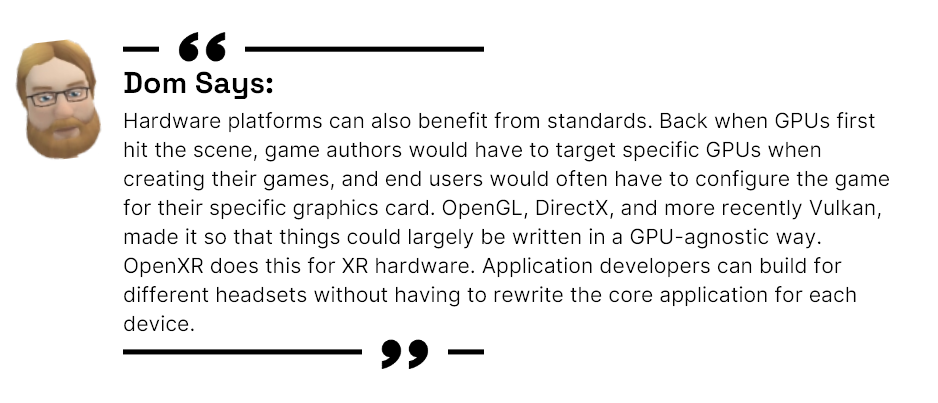 “
Dom Says:
Hardware platforms can also benefit from standards. Back when GPUs first
hit the scene, game authors would have to target specific GPUs when
creating their games, and end users would often have to configure the game
for their specific graphics card. OpenGL, DirectX, and more recently Vulkan,
made it so that things could largely be written in a GPU-agnostic way.
OpenXR does this for XR hardware. Application developers can build for
different headsets without having to rewrite the core application for each
device.
”